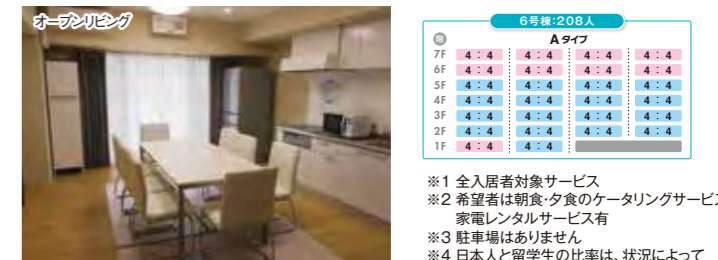 オープンリビング
6号棟:208人
階 Aタイプ
7F 4:4 4:4 4:4 4:4
6F 4:4 4:4 4:4 4:4
5F 4:4 4:4 4:4 4:4
4F 4:4 4:4 4:4 4:4
3F 4:4 4:4 4:4 4:4
2F 4:4 4:4 4:4 4:4
1F 4:4 4:4
※1 全入居者対象サービス
※2 希望者は朝食・夕食のケータリングサービス
家電レンタルサービス有
※3 駐車場はありません
※4 日本人と留学生の比率は、状況によって